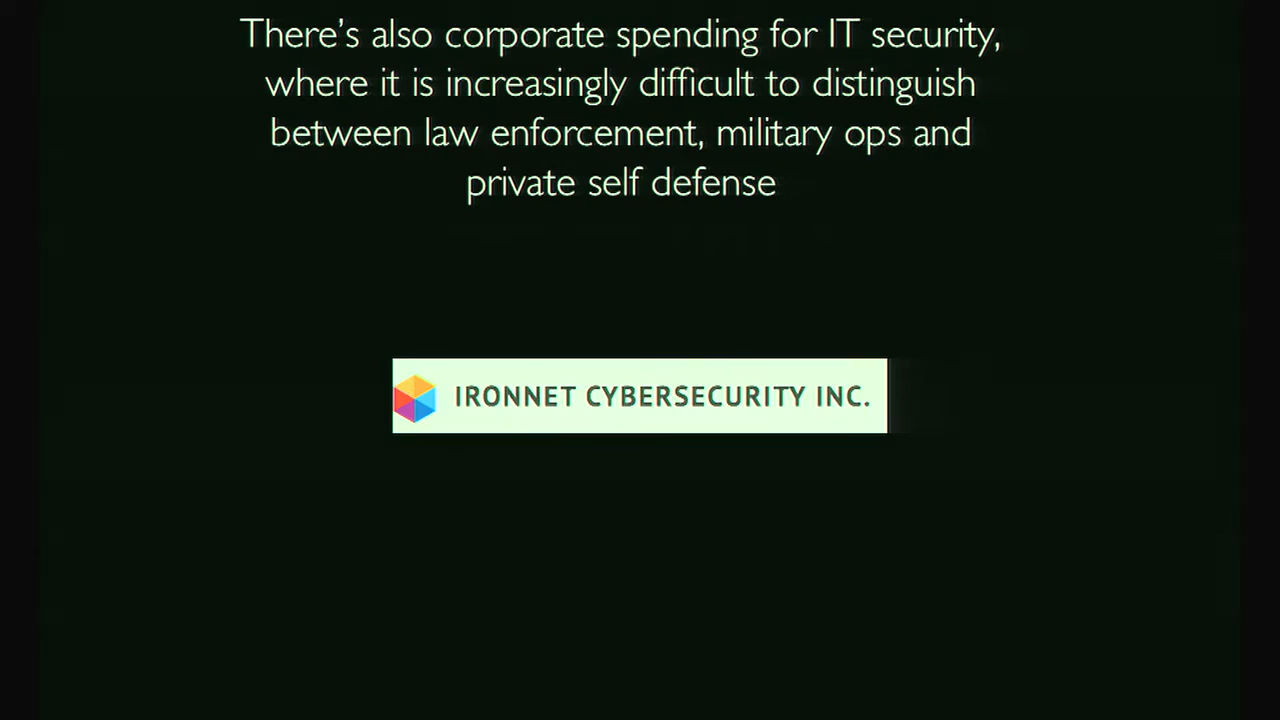 There's also corporate spending for IT security,
where it is increasingly difficult to distinguish
between law enforcement, military ops and
private self defense
IRONNET CYBERSECURITY INC.